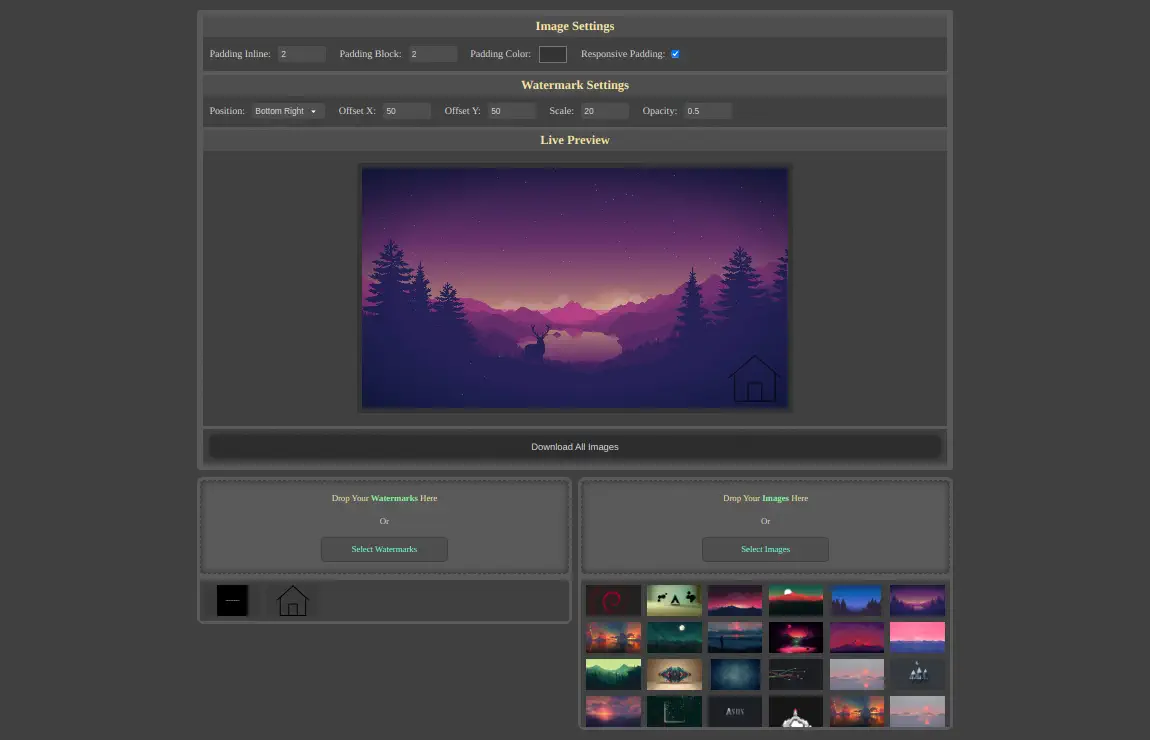 Image Settings
Padding Inline: 2 Padding Block: 2 Padding Color: Responsive Padding:
Watermark Settings
Position: Bottom Right Offset X: 50 Offset Y: 50 Scale: 20 Opacity: 0.5
Live Preview
Download All Images
Drop Your Watermarks Here
Or
Select Watermarks
Drop Your Images Here
Or
Select Images
ASUS